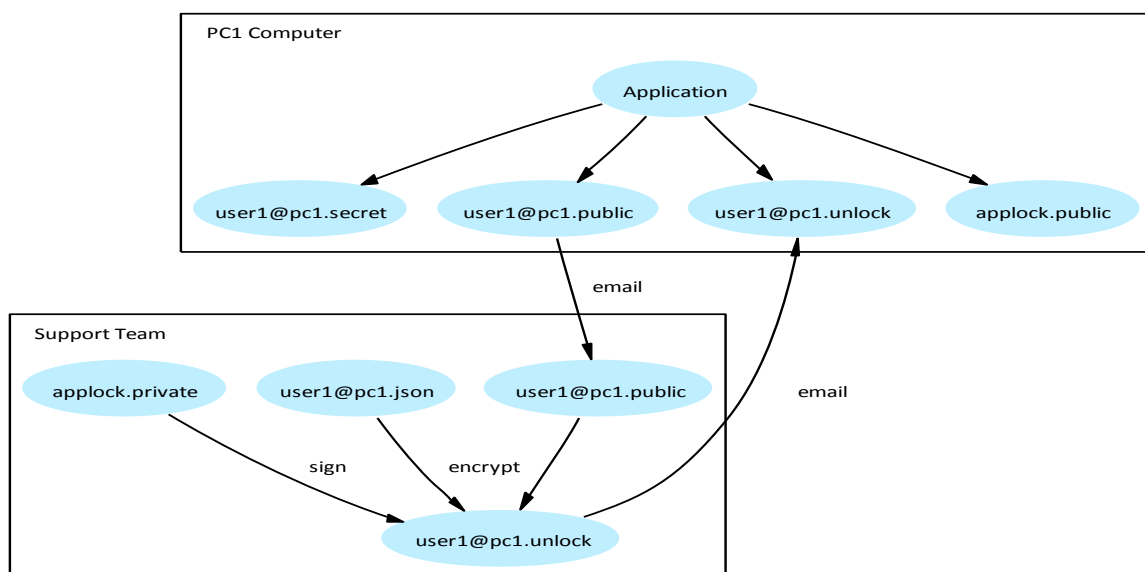 PC1 Computer
Application
user1@pc1.secret
user1@pc1.public
user1@pc1.unlock
applock.public
email
Support Team
applock.private
user1@pc1.json
user1@pc1.public
email
sign
encrypt
user1@pc1.unlock